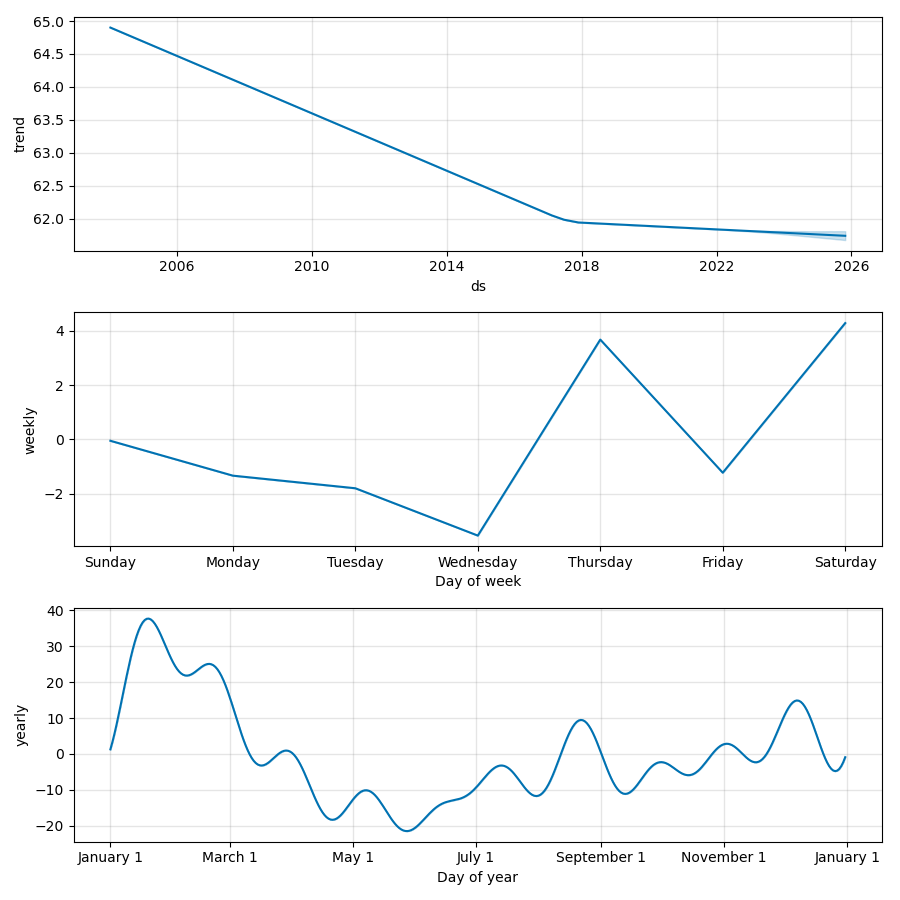 65.0
64.5
64.0
63.5
63.0
62.5
62.0
trend
2006 2010 2014 2018 2022 2026
ds
4
2
0
−2
weekly
Sunday Monday Tuesday Wednesday Thursday Friday Saturday
Day of week
40
30
20
10
0
−10
−20
yearly
January 1 March 1 May 1 July 1 September 1 November 1 January 1
Day of year